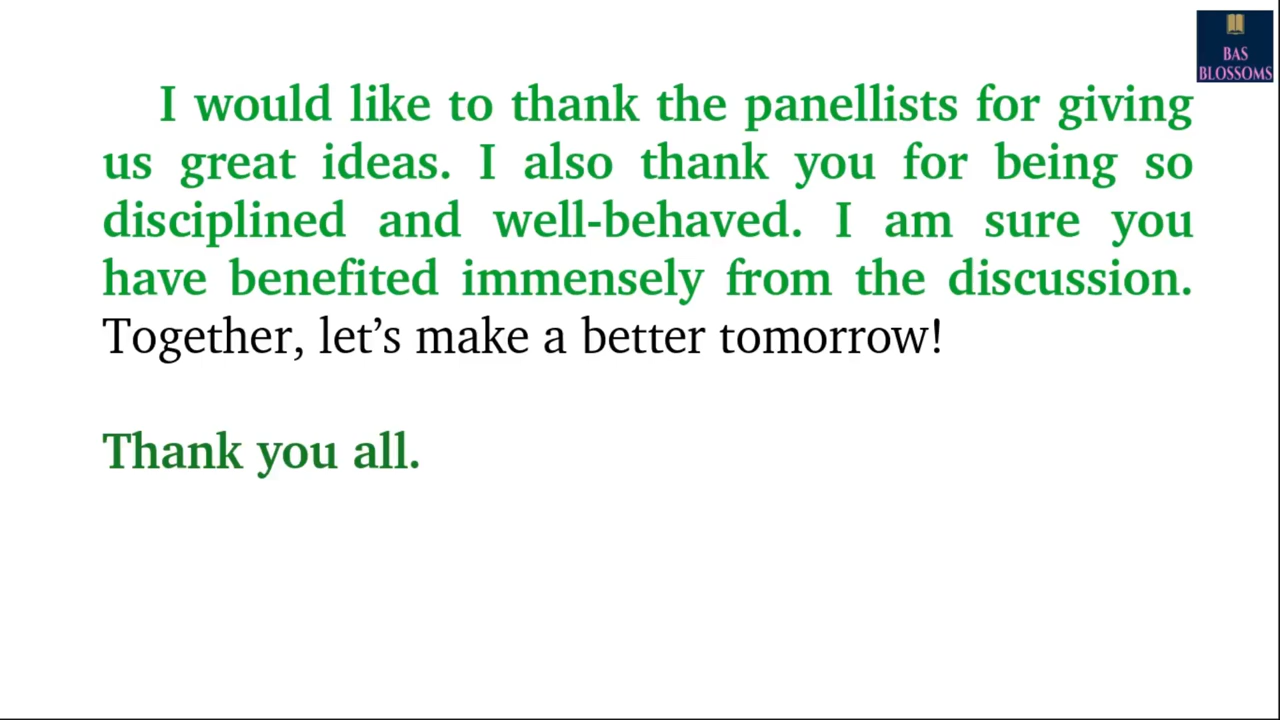 BAS
BLOSSOMS
I would like to thank the panellists for giving
us great ideas. I also thank you for being so
disciplined and well-behaved. I am sure you
have benefited immensely from the discussion.
Together, let’s make a better tomorrow!
Thank you all.